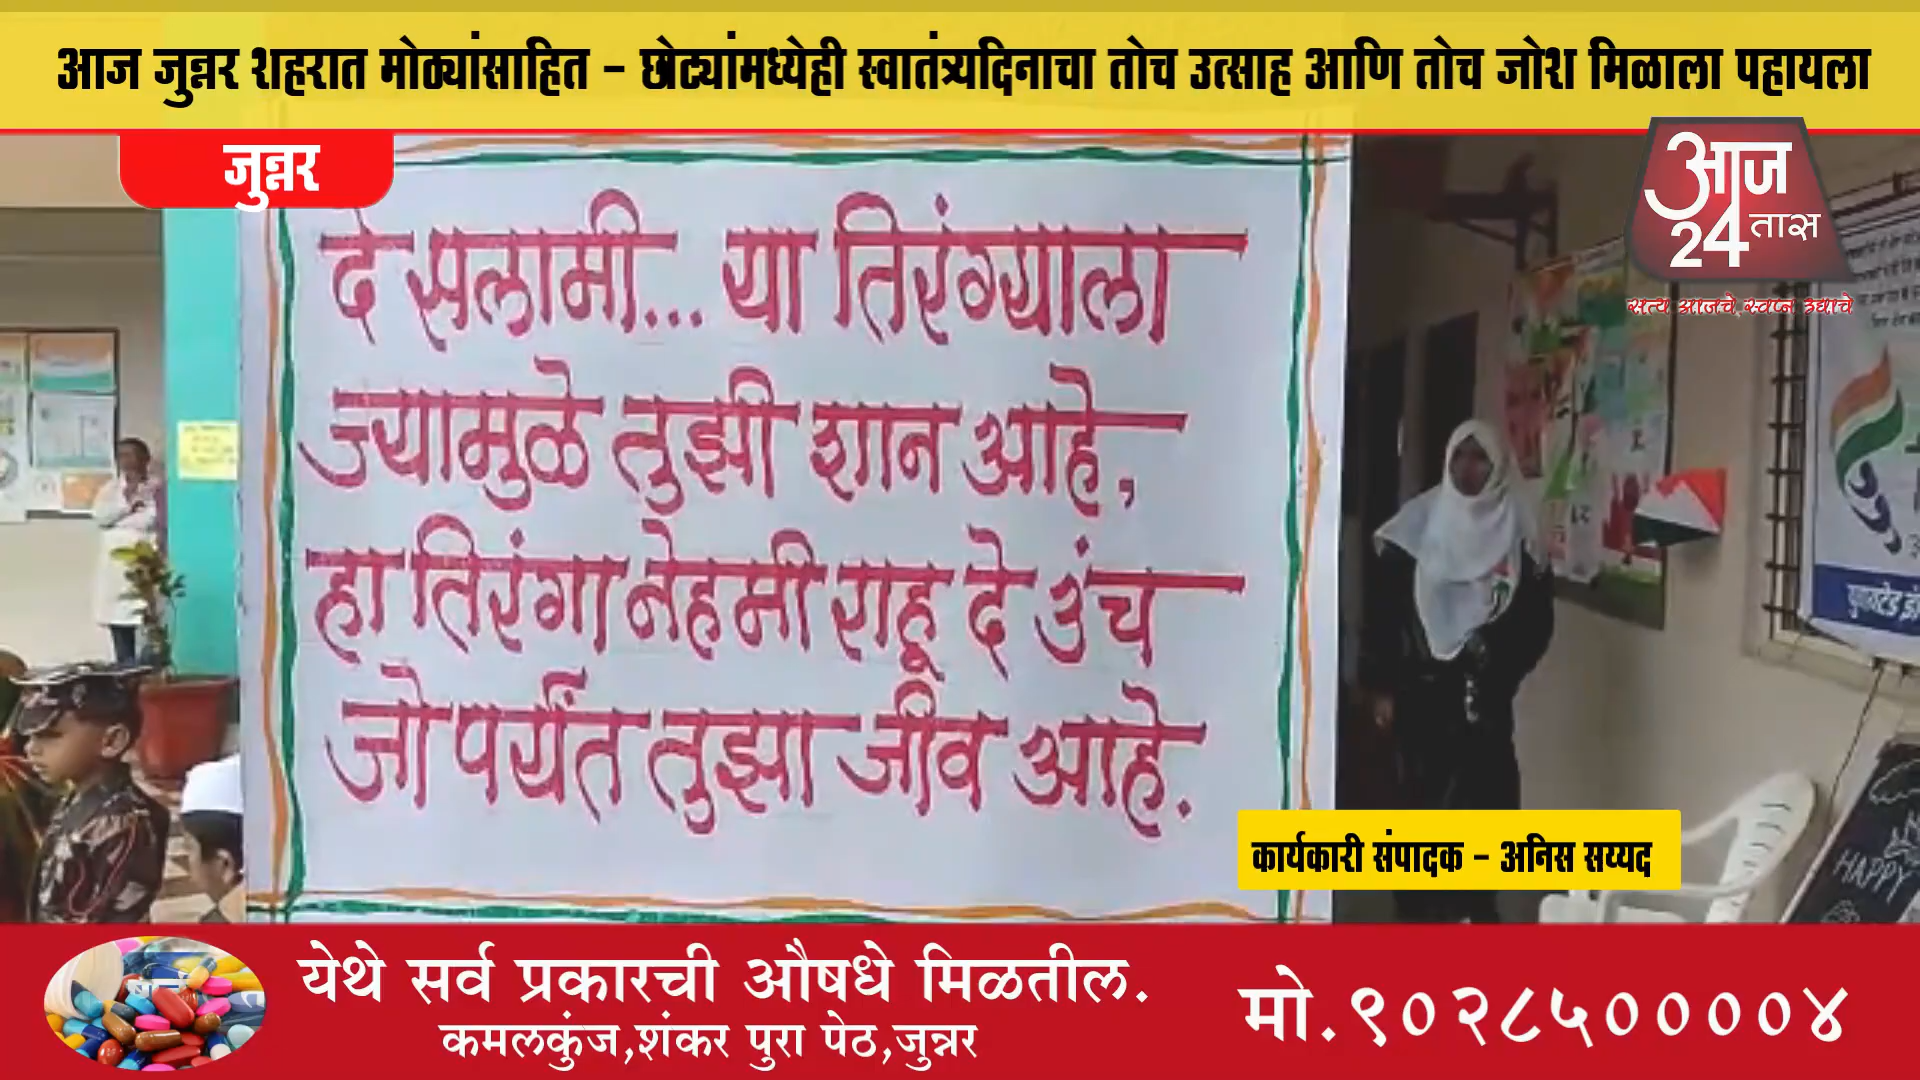 आज जुन्नर शहरात मोठ्यांसाहित - छोट्यांमध्येही स्वातंत्र्यदिनाचा तोच उत्साह आणि तोच जोश मिळाला पहायला
जुन्नर
आज
24 तास
सत्य आजचे, स्वप्न उद्याचे
दे सलामी... या तिरंग्याला
ज्यामुळे तुझी शान आहे,
हा तिरंगा नेहमी राहू दे उंच
जो पर्यंत तुझा जीव आहे.
HAPPY
कार्यकारी संपादक - अनिस सय्यद
येथे सर्व प्रकारची औषधे मिळतील.
कमलकुंज,शंकर पुरा पेठ,जुन्नर
मो.९०२८५००००४